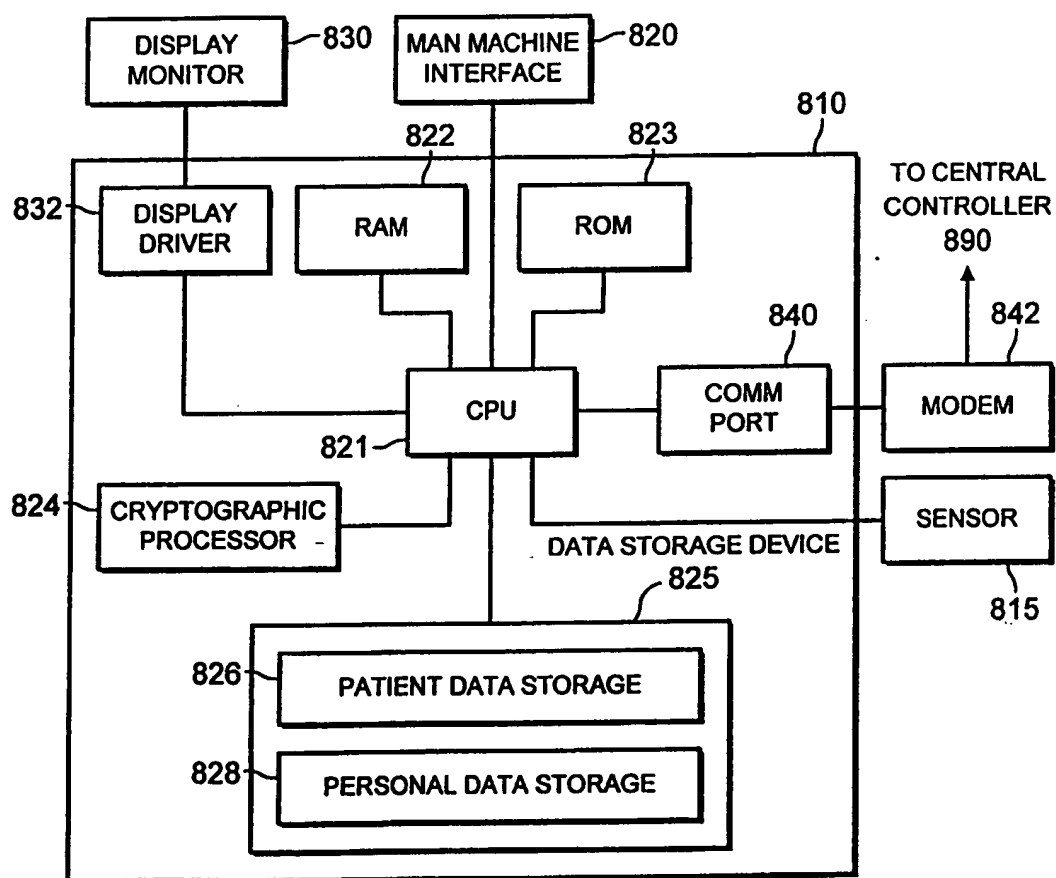 DISPLAY
MONITOR
830
MAN MACHINE
INTERFACE
820
810
822
823
832
DISPLAY
DRIVER
RAM
ROM
TO CENTRAL
CONTROLLER
890
840
842
CPU
821
COMM
PORT
MODEM
824
CRYPTOGRAPHIC
PROCESSOR
SENSOR
815
DATA STORAGE DEVICE
825
826
PATIENT DATA STORAGE
828
PERSONAL DATA STORAGE